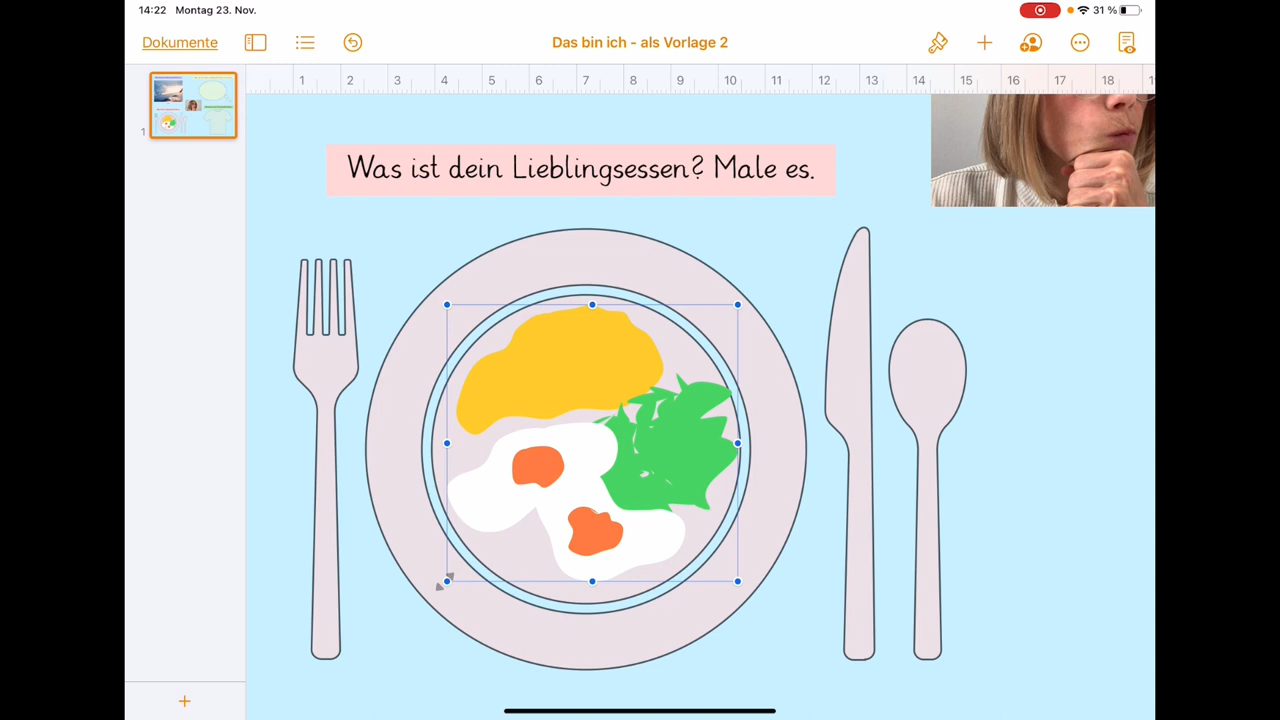 14:22 Montag 23. Nov. 31 %
Dokumente Das bin ich - als Vorlage 2
1 2 3 4 5 6 7 8 9 10 11 12 13 14 15 16 17 18
1
Was ist dein Lieblingsessen? Male es.